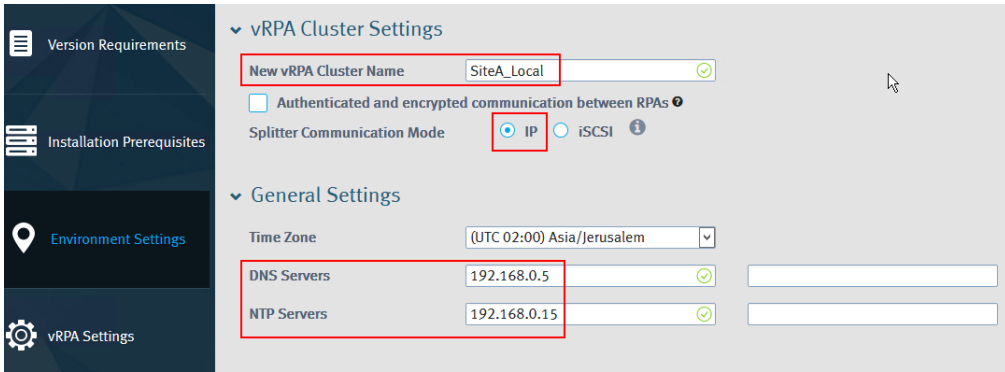 Version Requirements
Installation Prerequisites
Environment Settings
vRPA Settings
vRPA Cluster Settings
New vRPA Cluster Name SiteA_Local
Authenticated and encrypted communication between RPAs ?
Splitter Communication Mode IP iSCSI i
General Settings
Time Zone (UTC 02:00) Asia/Jerusalem
DNS Servers 192.168.0.5
NTP Servers 192.168.0.15